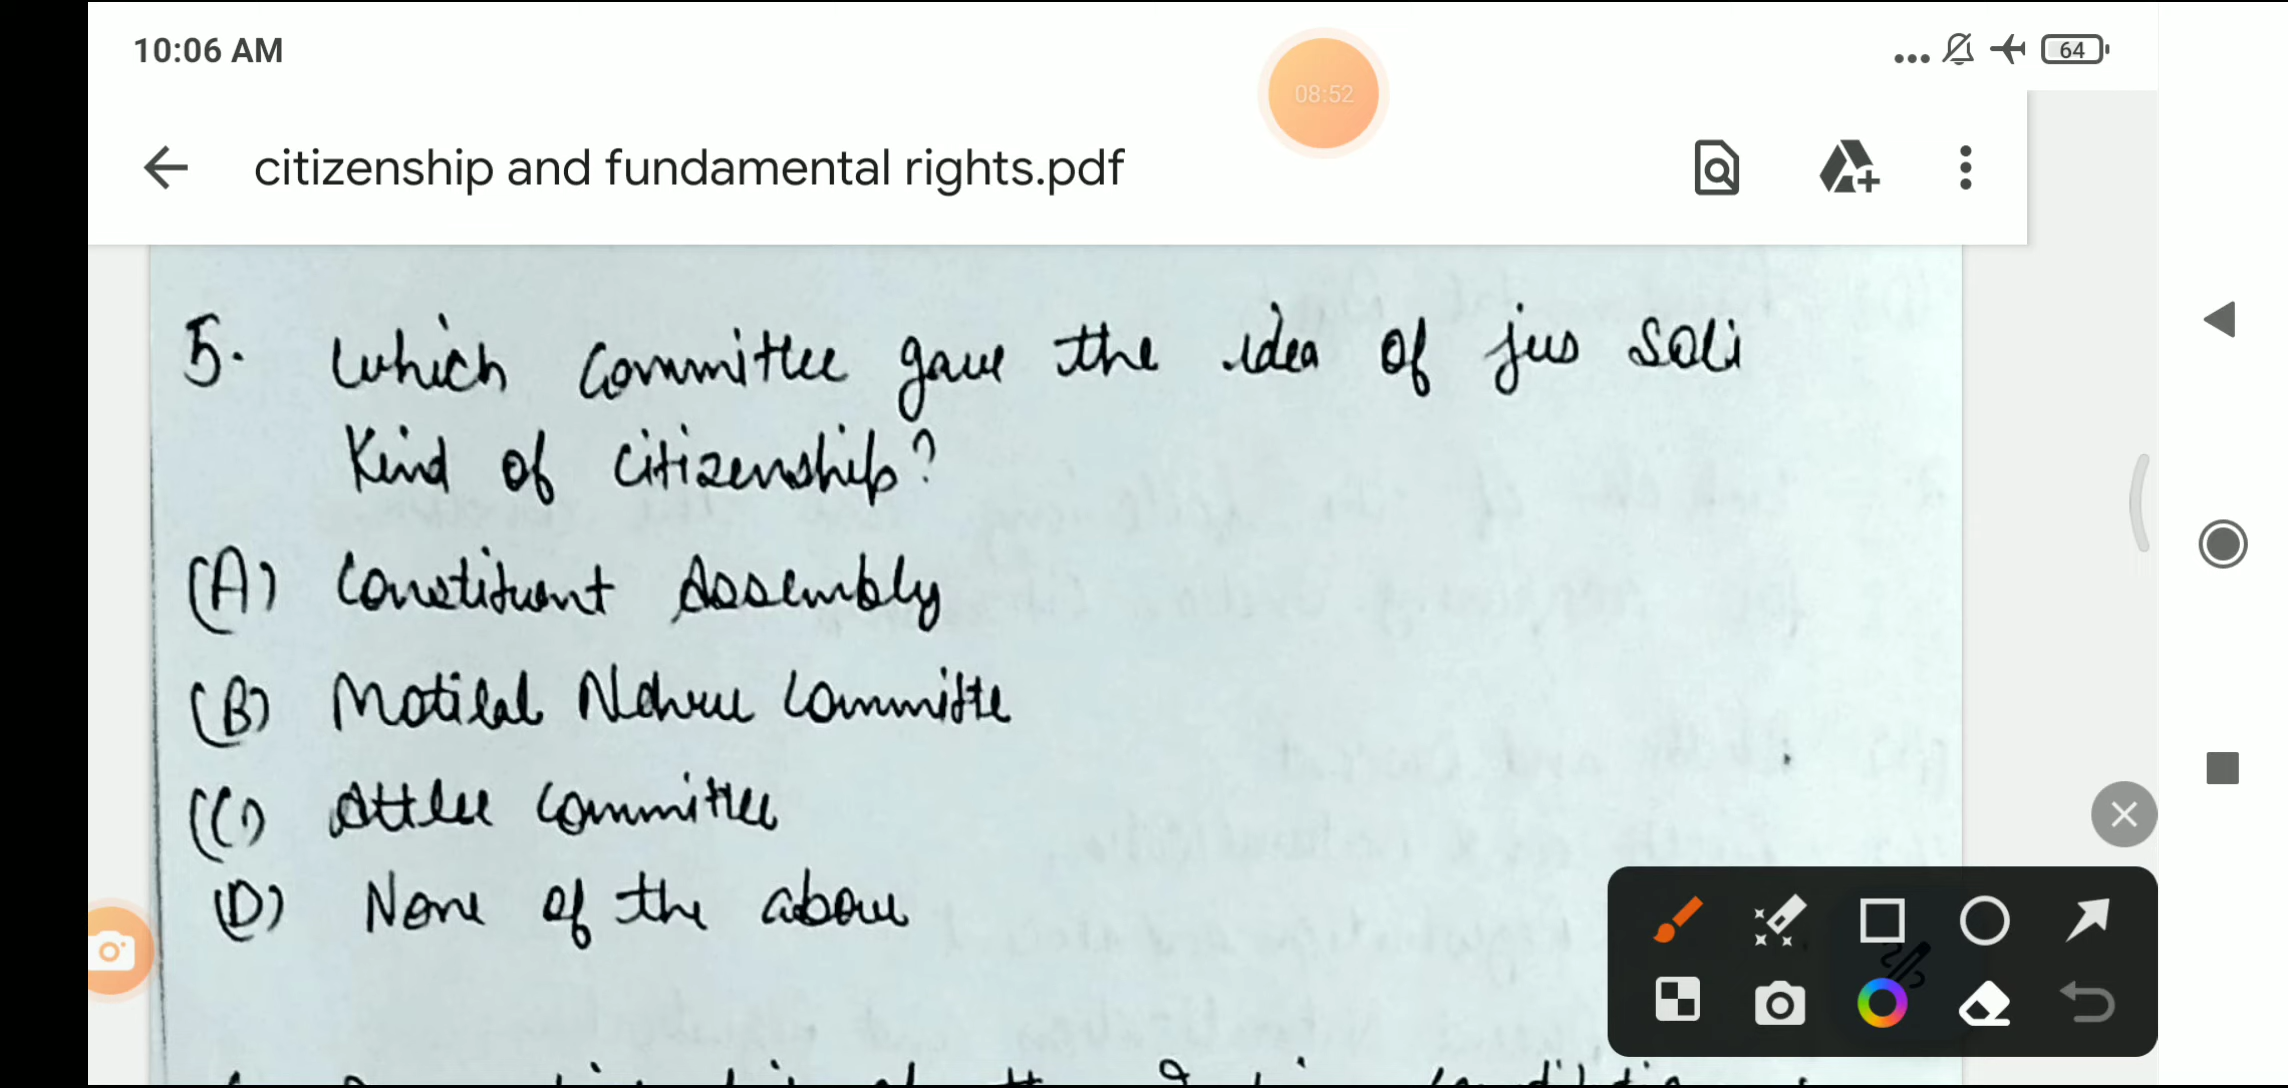 10:06 AM
08:52
64
citizenship and fundamental rights.pdf
5. Which committee gave the idea of jus soli
Kind of citizenship?
(A) Constituent Assembly
(B) Motilal Nehru Committe
(C) Attlee Committee
(D) None of the above